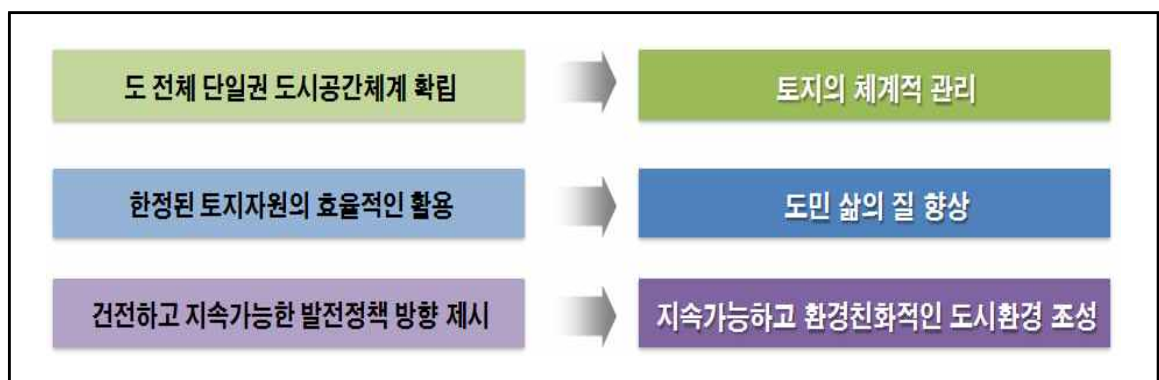 도 전체 단일권 도시공간체계 확립
토지의 체계적 관리
한정된 토지자원의 효율적인 활용
도민 삶의 질 향상
건전하고 지속가능한 발전정책 방향 제시
지속가능하고 환경친화적인 도시환경 조성